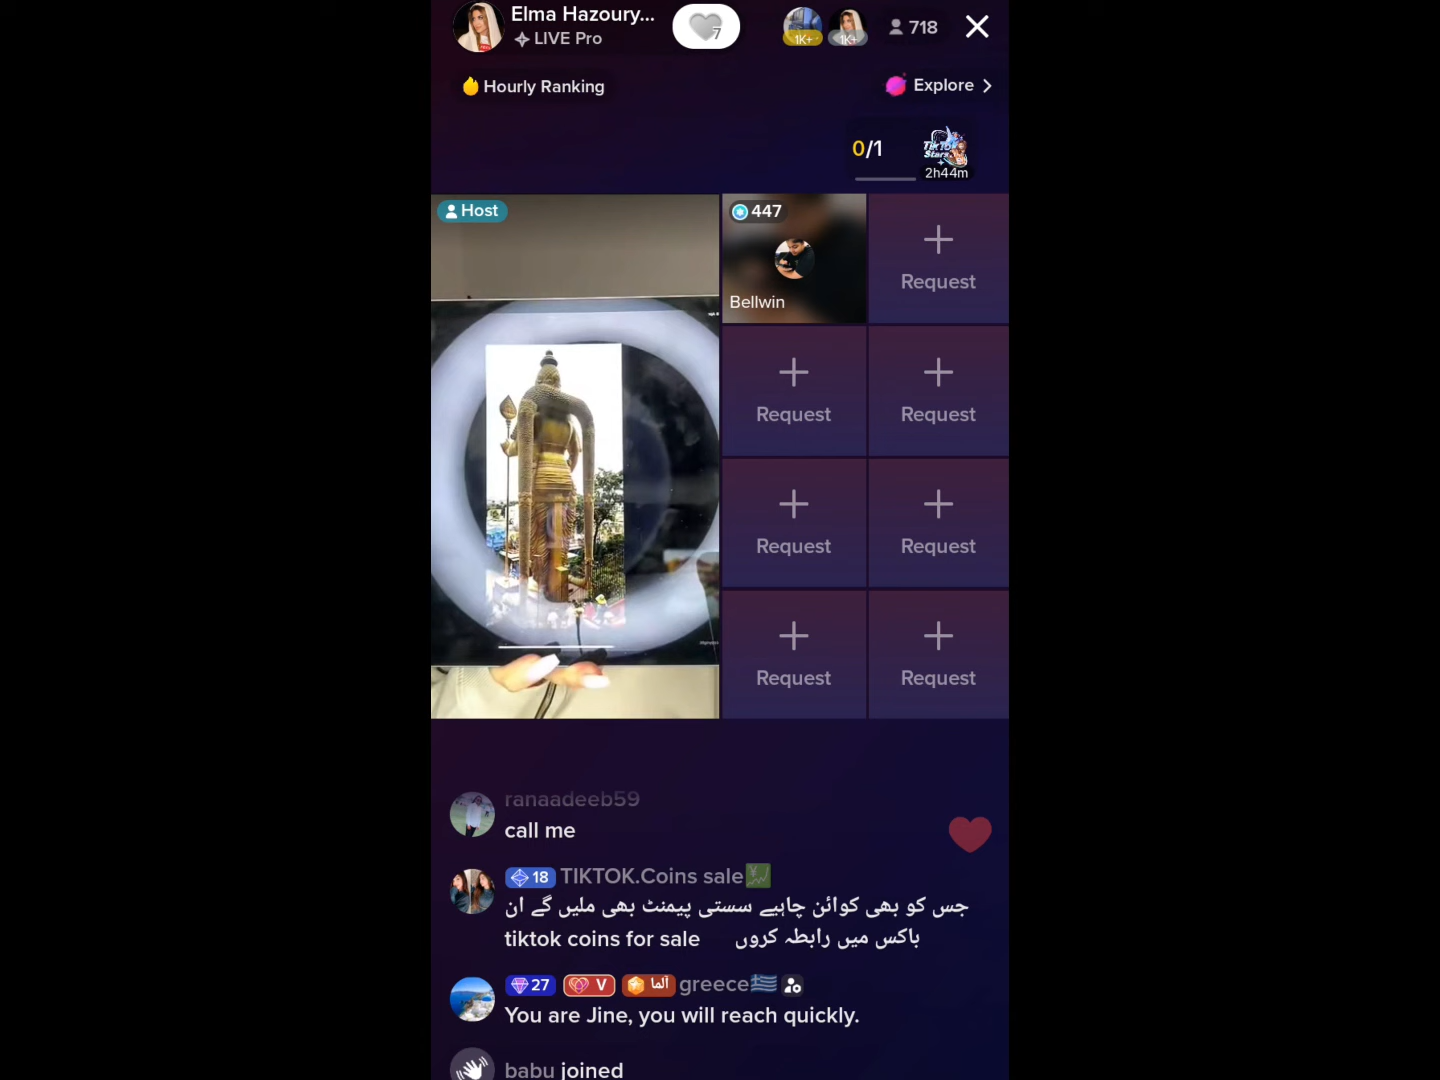 Elma Hazoury...
LIVE Pro
7
1K+
1K+
718
Hourly Ranking
Explore
0/1
TikTok
Stars
2h44m
Host
447
Bellwin
Request
Request
Request
Request
Request
Request
Request
ranaadeeb59
call me
18 TIKTOK.Coins sale
جس کو بھی کوائن چاہیے سستی پیمنٹ بھی ملیں گے ان
باکس میں رابطہ کروں tiktok coins for sale
27 V ألما greece
You are Jine, you will reach quickly.
babu joined